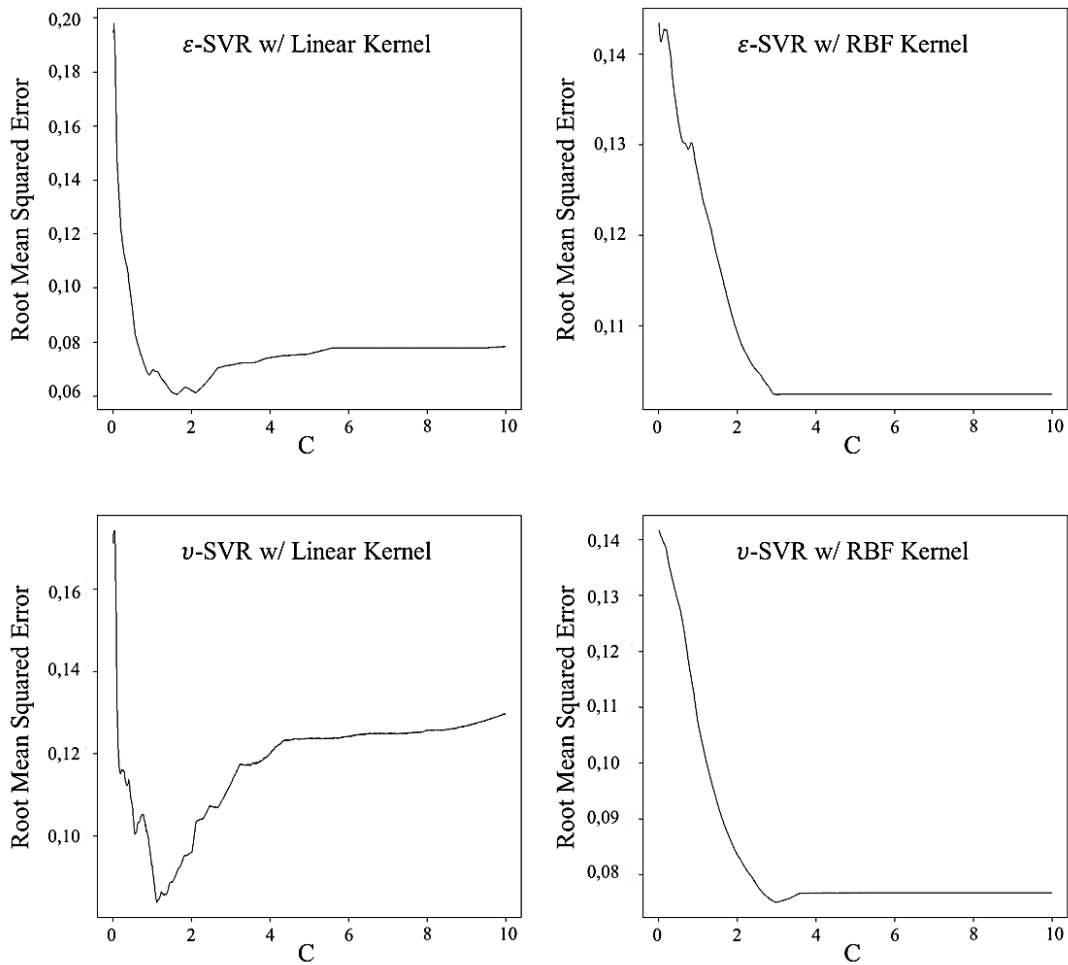 ε-SVR w/ Linear Kernel
Root Mean Squared Error
0,20
0,18
0,16
0,14
0,12
0,10
0,08
0,06
0 2 4 6 8 10
C
ε-SVR w/ RBF Kernel
Root Mean Squared Error
0,14
0,13
0,12
0,11
0 2 4 6 8 10
C
υ-SVR w/ Linear Kernel
Root Mean Squared Error
0,16
0,14
0,12
0,10
0 2 4 6 8 10
C
υ-SVR w/ RBF Kernel
Root Mean Squared Error
0,14
0,13
0,12
0,11
0,10
0,09
0,08
0 2 4 6 8 10
C